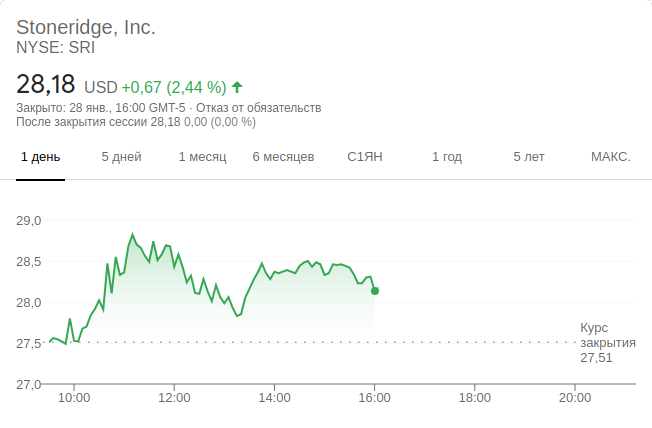 Stoneridge, Inc.
NYSE: SRI
28,18 USD +0,67 (2,44 %)
Закрыто: 28 янв., 16:00 GMT-5 · Отказ от обязательств
После закрытия сессии 28,18 0,00 (0,00 %)
1 день 5 дней 1 месяц 6 месяцев С1ЯН 1 год 5 лет МАКС.
29,0
28,5
28,0
Курс
закрытия
27,51
27,5
27,0
10:00 12:00 14:00 16:00 18:00 20:00